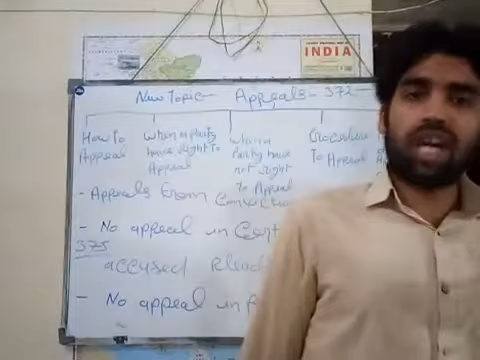 INDIA
New Topic - Appeals - 372 -
How To Appeal
when a party have right To Appeal
when a Party have not right To Appeal
Procedure To Appeal
- Appeals from Conviction
- No appeal in Cert
375
accused Plead
- No appeal in P